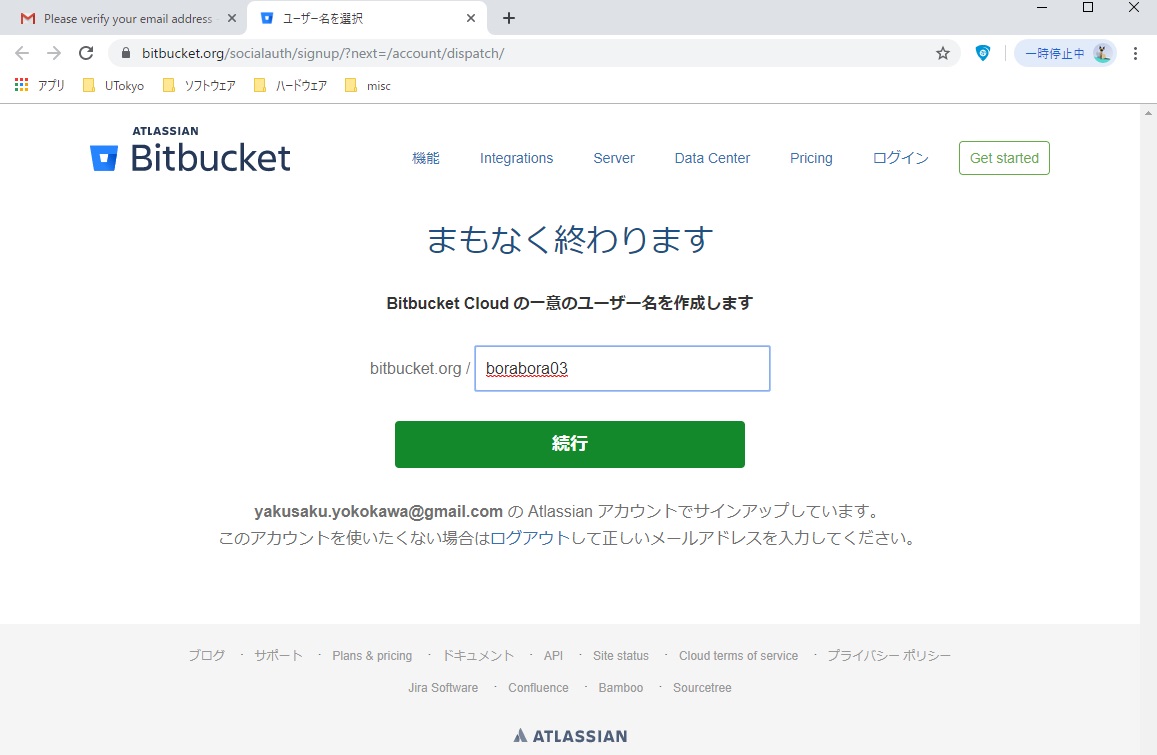 Please verify your email address
ユーザー名を選択
bitbucket.org/socialauth/signup/?next=/account/dispatch/
一時停止中
アプリ UTokyo ソフトウェア ハードウェア misc
ATLASSIAN
Bitbucket
機能 Integrations Server Data Center Pricing ログイン Get started
まもなく終わります
Bitbucket Cloud の一意のユーザー名を作成します
bitbucket.org / borabora03
続行
yakusaku.yokokawa@gmail.com の Atlassian アカウントでサインアップしています。
このアカウントを使いたくない場合はログアウトして正しいメールアドレスを入力してください。
ブログ · サポート · Plans & pricing · ドキュメント · API · Site status · Cloud terms of service · プライバシー ポリシー
Jira Software · Confluence · Bamboo · Sourcetree
ATLASSIAN